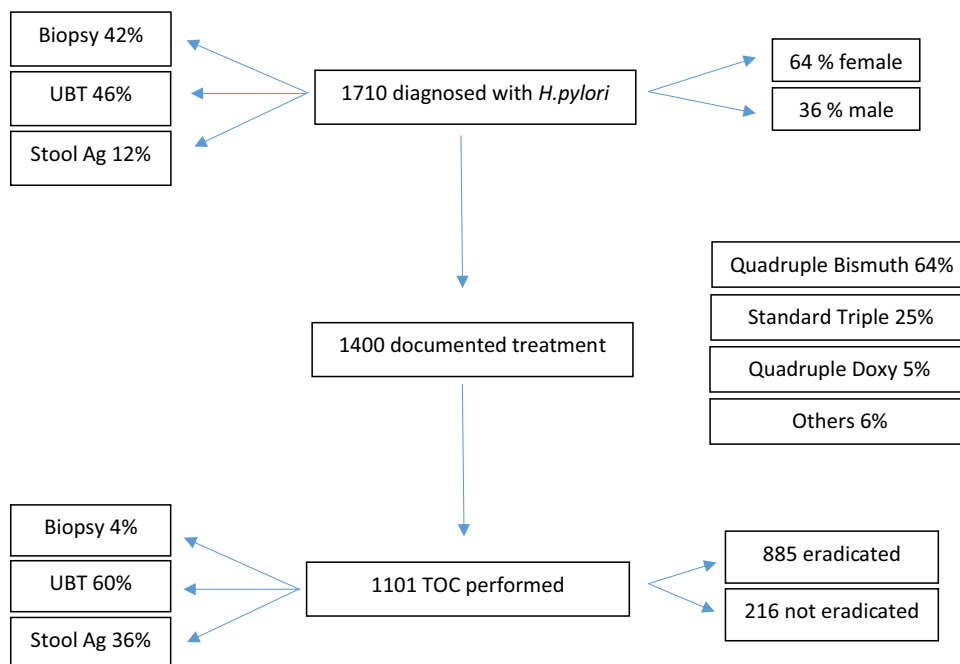 Biopsy 42%
UBT 46%
Stool Ag 12%
1710 diagnosed with H.pylori
64 % female
36 % male
Quadruple Bismuth 64%
Standard Triple 25%
Quadruple Doxy 5%
Others 6%
1400 documented treatment
Biopsy 4%
UBT 60%
Stool Ag 36%
1101 TOC performed
885 eradicated
216 not eradicated